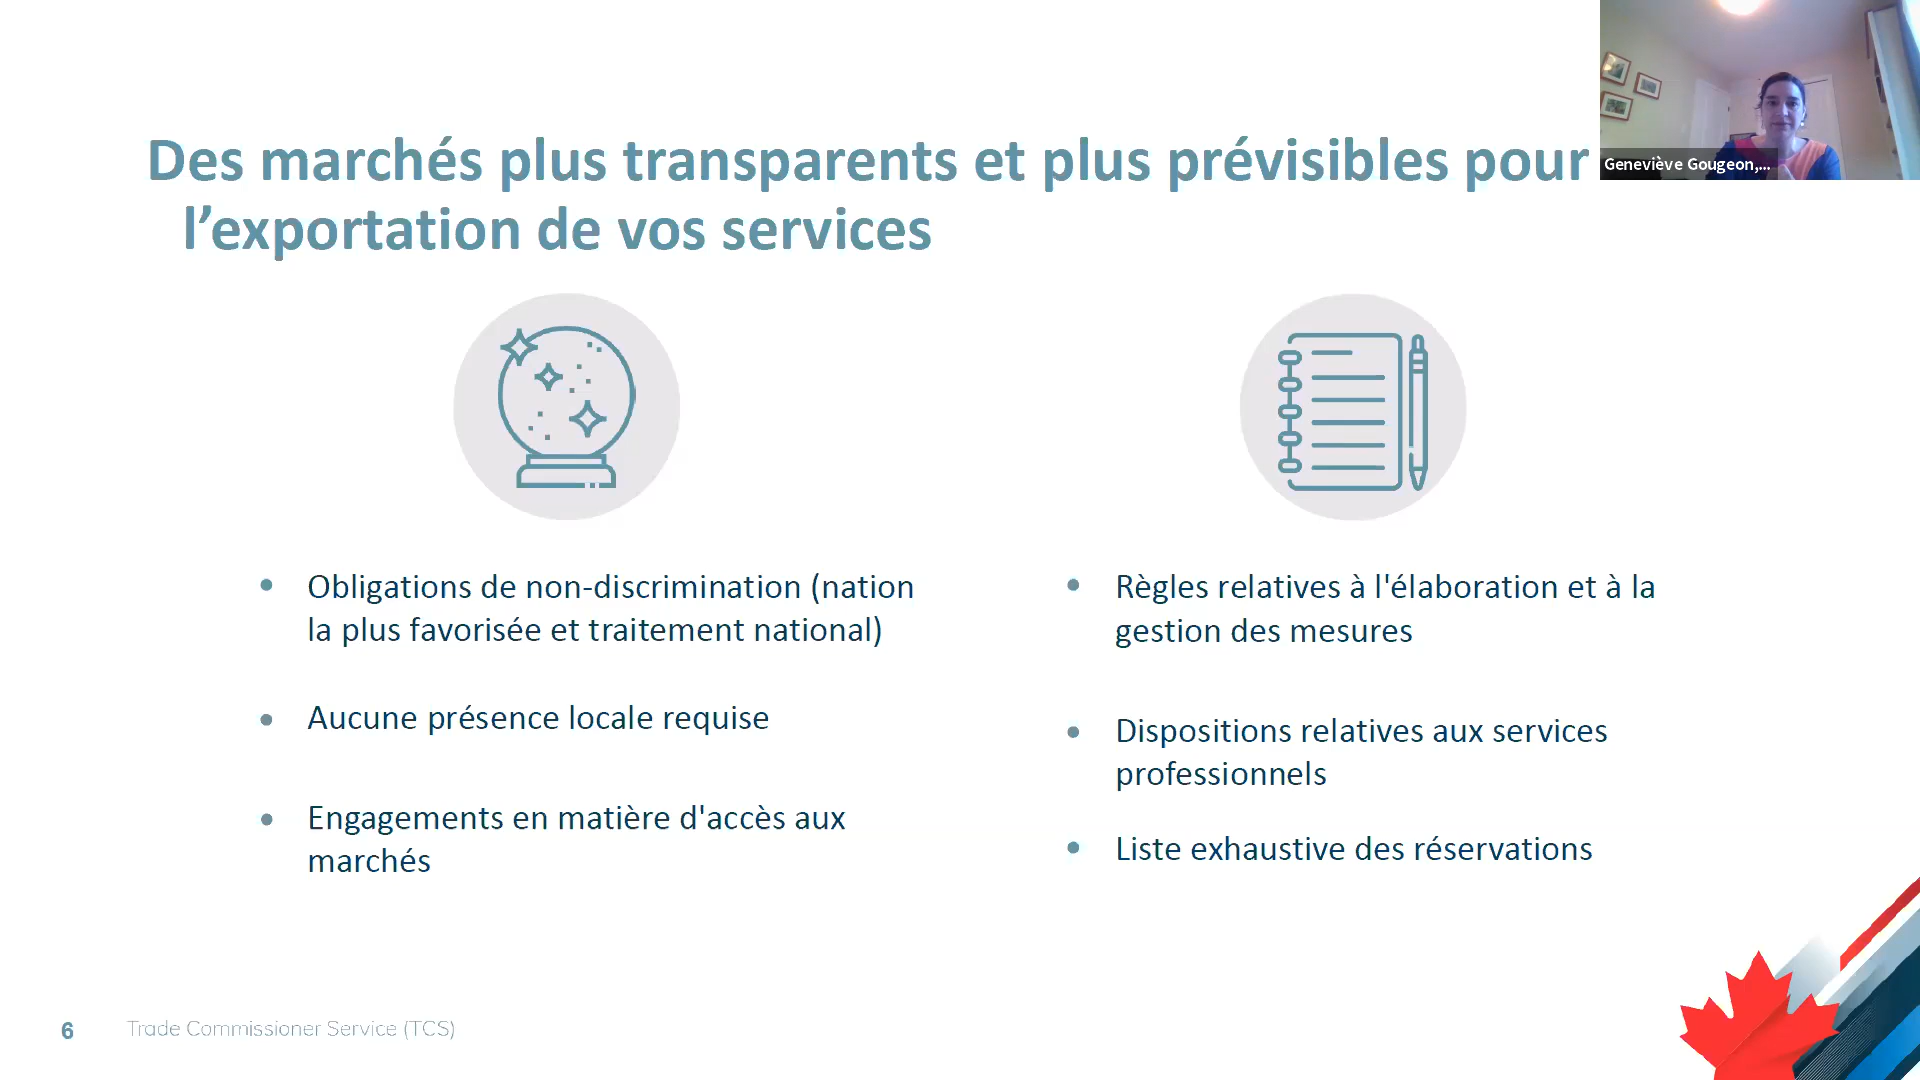 Des marchés plus transparents et plus prévisibles pour
l’exportation de vos services
Geneviève Gougeon,...
Obligations de non-discrimination (nation
la plus favorisée et traitement national)
Aucune présence locale requise
Engagements en matière d'accès aux
marchés
Règles relatives à l'élaboration et à la
gestion des mesures
Dispositions relatives aux services
professionnels
Liste exhaustive des réservations
6 Trade Commissioner Service (TCS)